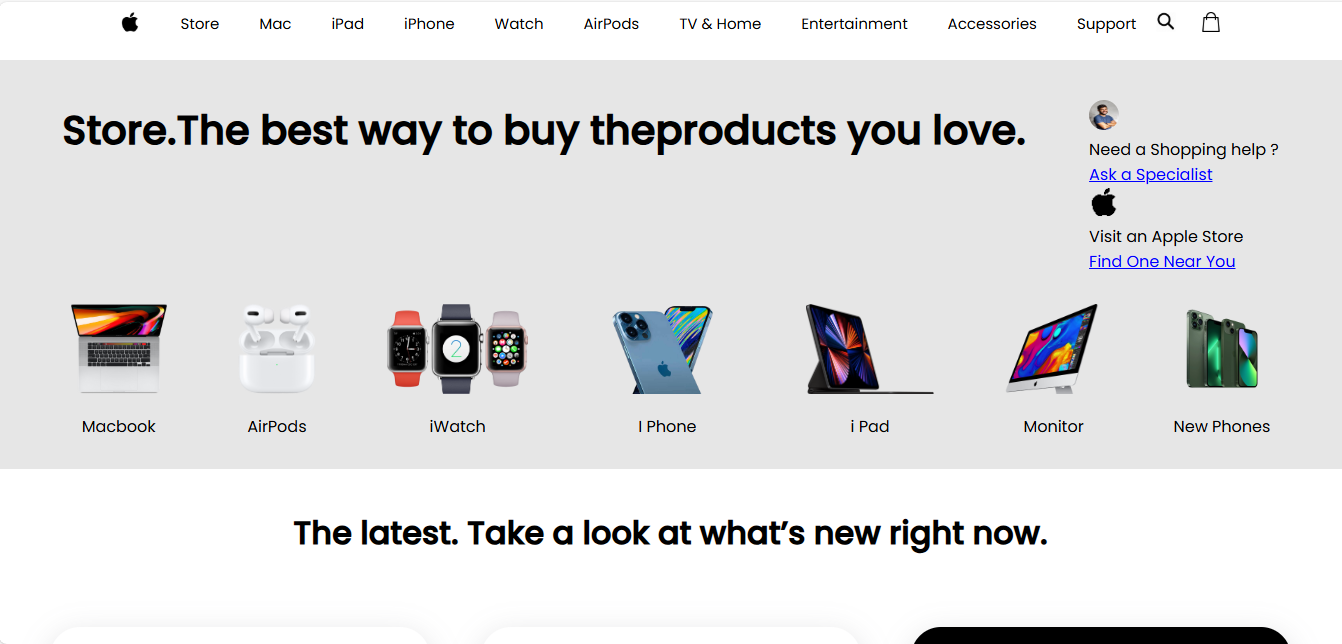 Store Mac iPad iPhone Watch AirPods TV & Home Entertainment Accessories Support
Store.The best way to buy theproducts you love.
Need a Shopping help ?
Ask a Specialist
Visit an Apple Store
Find One Near You
2
Macbook AirPods iWatch I Phone i Pad Monitor New Phones
The latest. Take a look at what’s new right now.